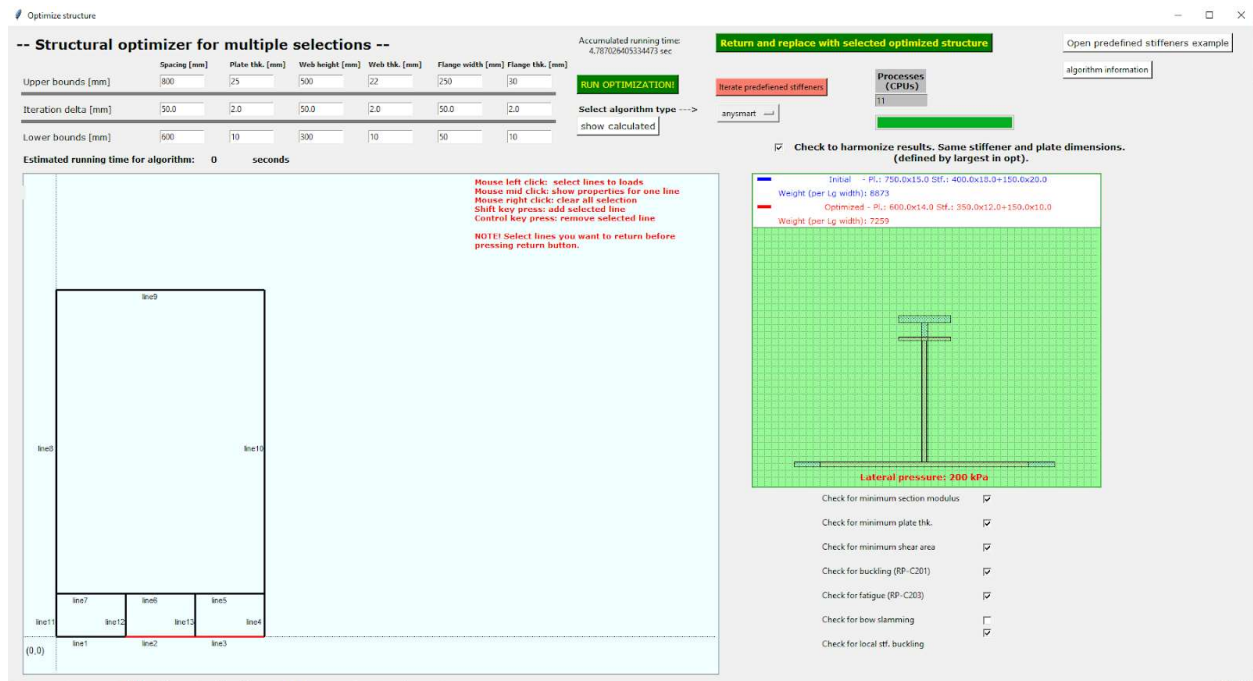 Optimize structure
-- Structural optimizer for multiple selections --
Accumulated running time:
4.787026405334473 sec
Return and replace with selected optimized structure
Open predefined stiffeners example
Spacing [mm] Plate thk. [mm] Web height [mm] Web thk. [mm] Flange width [mm] Flange thk. [mm]
Upper bounds [mm] 800 25 500 22 250 30
RUN OPTIMIZATION!
Iterate predefiened stiffeners
Processes
(CPUs)
11
algorithm information
Iteration delta [mm] 50.0 2.0 50.0 2.0 50.0 2.0
Select algorithm type --->
anysmart
show calculated
Lower bounds [mm] 600 10 300 10 50 10
Check to harmonize results. Same stiffener and plate dimensions.
(defined by largest in opt).
Estimated running time for algorithm: 0 seconds
Mouse left click: select lines to loads
Mouse mid click: show properties for one line
Mouse right click: clear all selection
Shift key press: add selected line
Control key press: remove selected line
NOTE! Select lines you want to return before
pressing return button.
line9
line8
line10
line7 line6 line5
line11 line12 line13 line4
line1 line2 line3
(0,0)
Initial - Pl.: 750.0x15.0 Stf.: 400.0x18.0+150.0x20.0
Weight (per Lg width): 8873
Optimized - Pl.: 600.0x14.0 Stf.: 350.0x12.0+150.0x10.0
Weight (per Lg width): 7259
Lateral pressure: 200 kPa
Check for minimum section modulus
Check for minimum plate thk.
Check for minimum shear area
Check for buckling (RP-C201)
Check for fatigue (RP-C203)
Check for bow slamming
Check for local stf. buckling